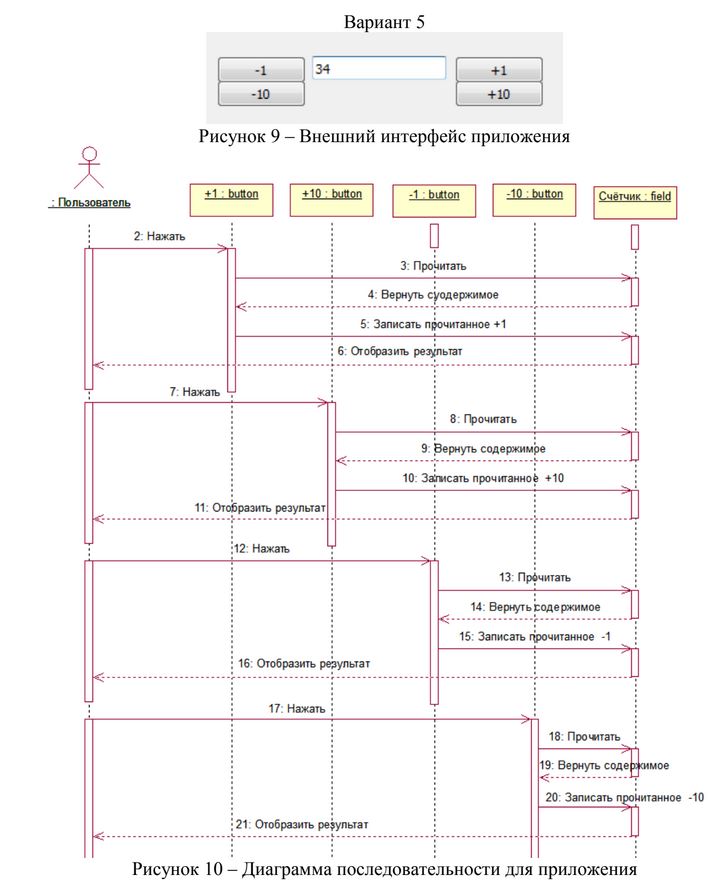 Вариант 5
-1
34
+1
-10
+10
Рисунок 9 – Внешний интерфейс приложения
: Пользователь
+1 : button
+10 : button
-1 : button
-10 : button
Счётчик : field
2: Нажать
3: Прочитать
4: Вернуть суодержимое
5: Записать прочитанное +1
6: Отобразить результат
7: Нажать
8: Прочитать
9: Вернуть содержимое
10: Записать прочитанное +10
11: Отобразить результат
12: Нажать
13: Прочитать
14: Вернуть содержимое
15: Записать прочитанное -1
16: Отобразить результат
17: Нажать
18: Прочитать
19: Вернуть содержимое
20: Записать прочитанное -10
21: Отобразить результат
Рисунок 10 – Диаграмма последовательности для приложения